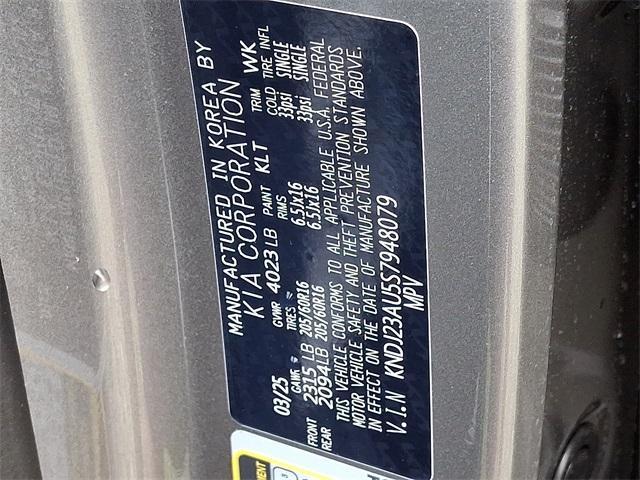 MANUFACTURED IN KOREA BY
KIA CORPORATION
03/25 GVWR 4023 LB PAINT KLT TRIM WK
GAWR TIRES RIMS COLD TIRE INFL
FRONT 2315 LB 205/60R16 6.5Jx16 33psi SINGLE
REAR 2094LB 205/60R16 6.5Jx16 33psi SINGLE
THIS VEHICLE CONFORMS TO ALL APPLICABLE U.S.A. FEDERAL
MOTOR VEHICLE SAFETY AND THEFT PREVENTION STANDARDS
IN EFFECT ON THE DATE OF MANUFACTURE SHOWN ABOVE.
V.I.N KNDJ23AU5S7948079
MPV